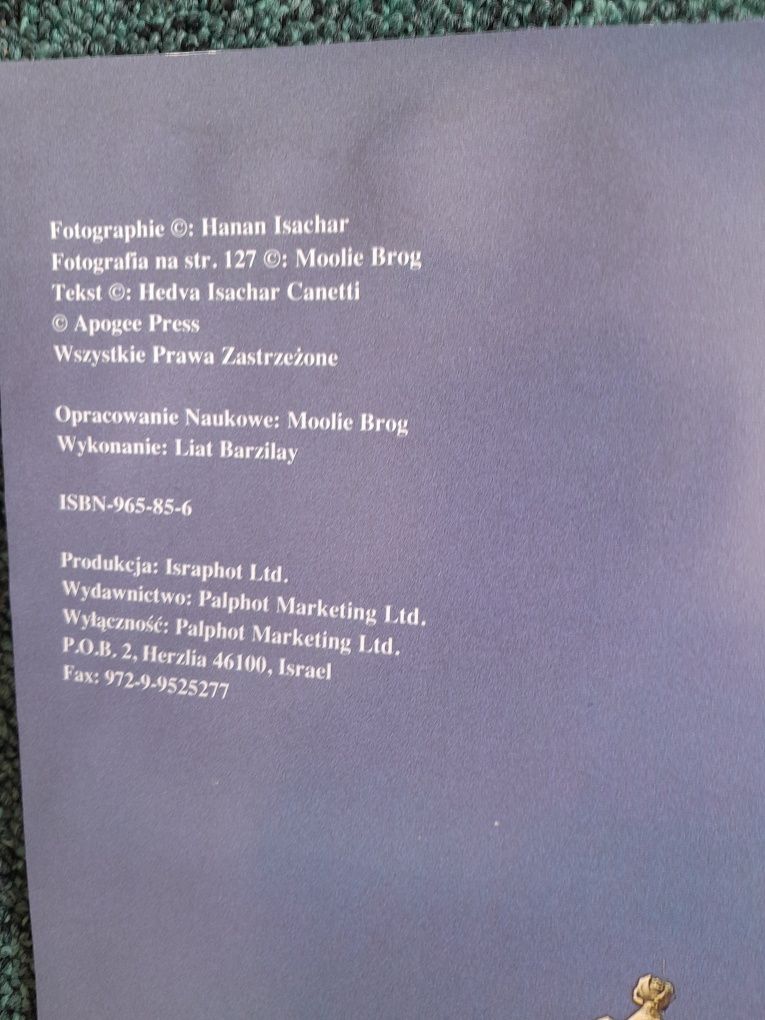 Fotographie ©: Hanan Isachar
Fotografia na str. 127 ©: Moolie Brog
Tekst ©: Hedva Isachar Canetti
© Apogee Press
Wszystkie Prawa Zastrzeżone
Opracowanie Naukowe: Moolie Brog
Wykonanie: Liat Barzilay
ISBN-965-85-6
Produkcja: Israphot Ltd.
Wydawnictwo: Palphot Marketing Ltd.
Wyłączność: Palphot Marketing Ltd.
P.O.B. 2, Herzlia 46100, Israel
Fax: 972-9-9525277